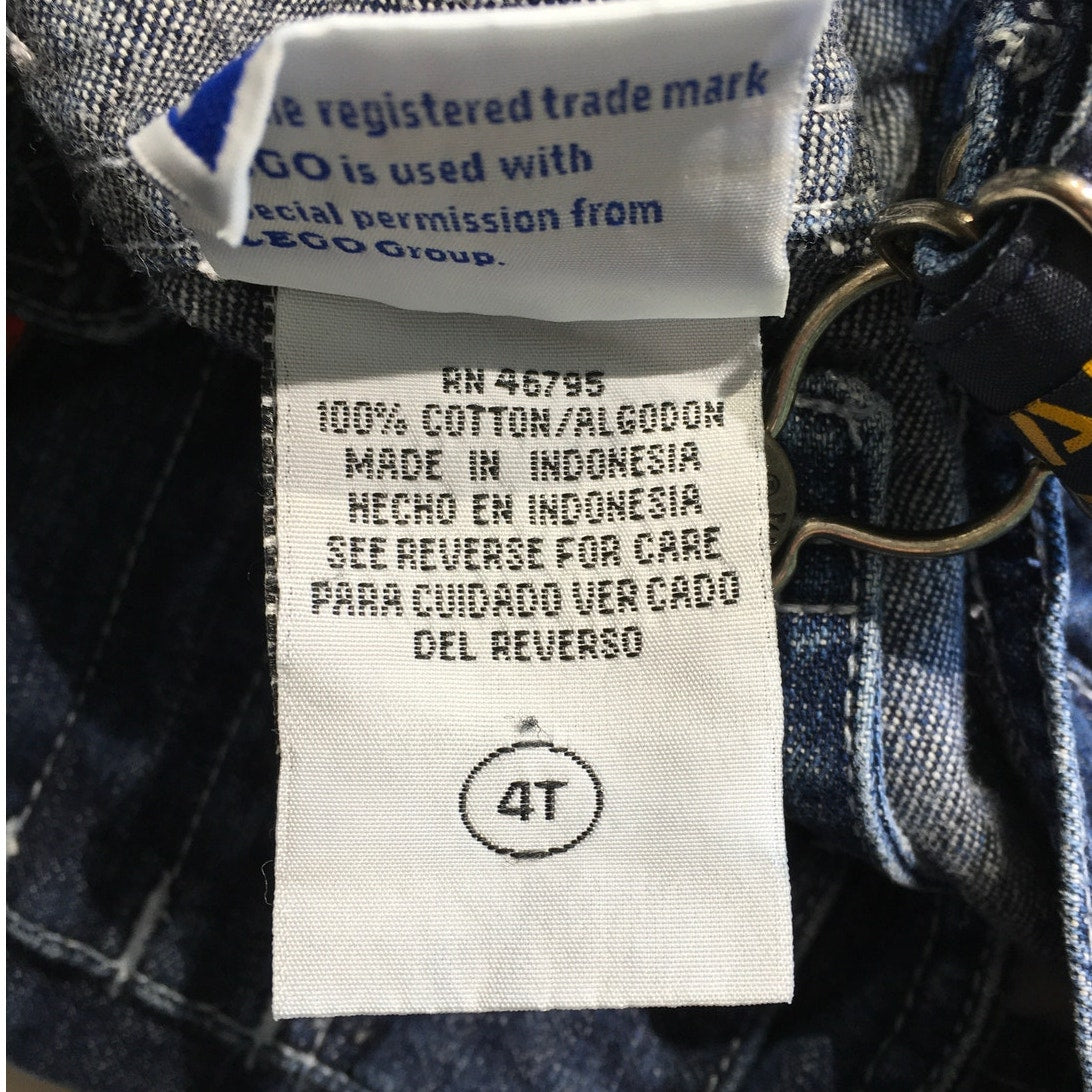 registered trade mark
is used with
permission from
LEGO Group.
RN 46795
100% COTTON/ALGODON
MADE IN INDONESIA
HECHO EN INDONESIA
SEE REVERSE FOR CARE
PARA CUIDADO VER CADO
DEL REVERSO
4T